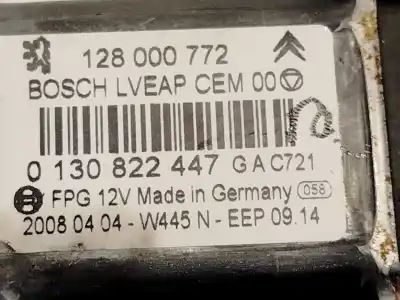 128 000 772
BOSCH LVEAP CEM 00
0 130 822 447 GAC721
FPG 12V Made in Germany 058
2008 04 04 - W445 N - EEP 09.14